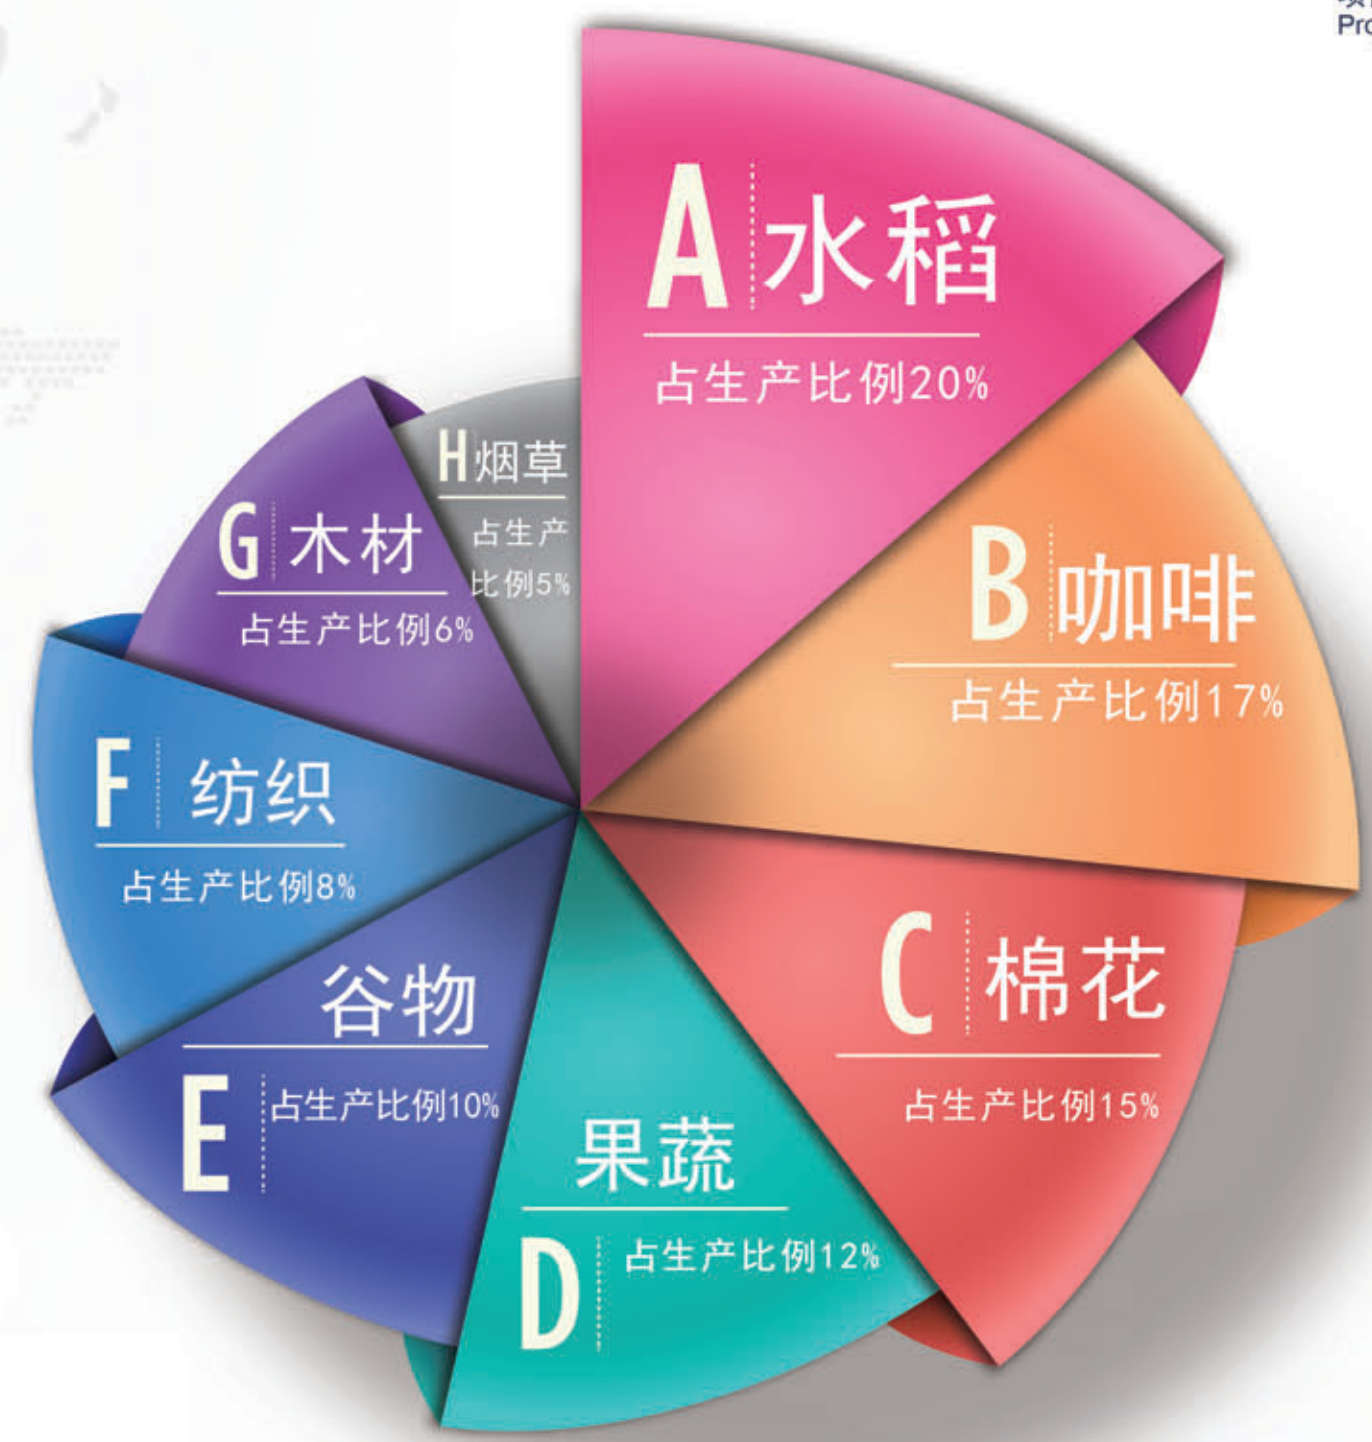 A 水稻
占生产比例20%
B 咖啡
占生产比例17%
C 棉花
占生产比例15%
果蔬
D 占生产比例12%
谷物
E 占生产比例10%
F 纺织
占生产比例8%
G 木材
占生产比例6%
H 烟草
占生产
比例5%